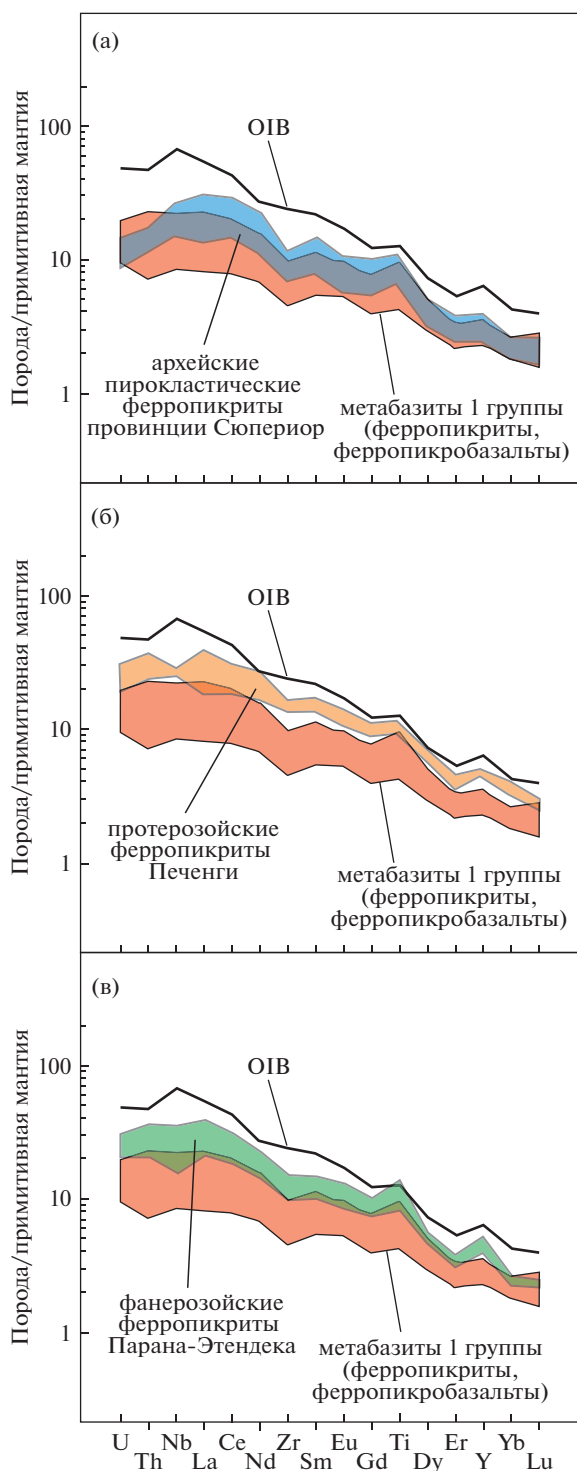 (а)
Порода/примитивная мантия
100
10
1
OIB
архейские
пирокластические
ферропикриты
провинции Сюпериор
метабазиты 1 группы
(ферропикриты,
ферропикробазальты)
(б)
Порода/примитивная мантия
100
10
1
OIB
протерозойские
ферропикриты
Печенги
метабазиты 1 группы
(ферропикриты,
ферропикробазальты)
(в)
Порода/примитивная мантия
100
10
1
OIB
фанерозойские
ферропикриты
Парана-Этендека
метабазиты 1 группы
(ферропикриты,
ферропикробазальты)
U Nb Ce Zr Eu Ti Er Yb
Th La Nd Sm Gd Dy Y Lu